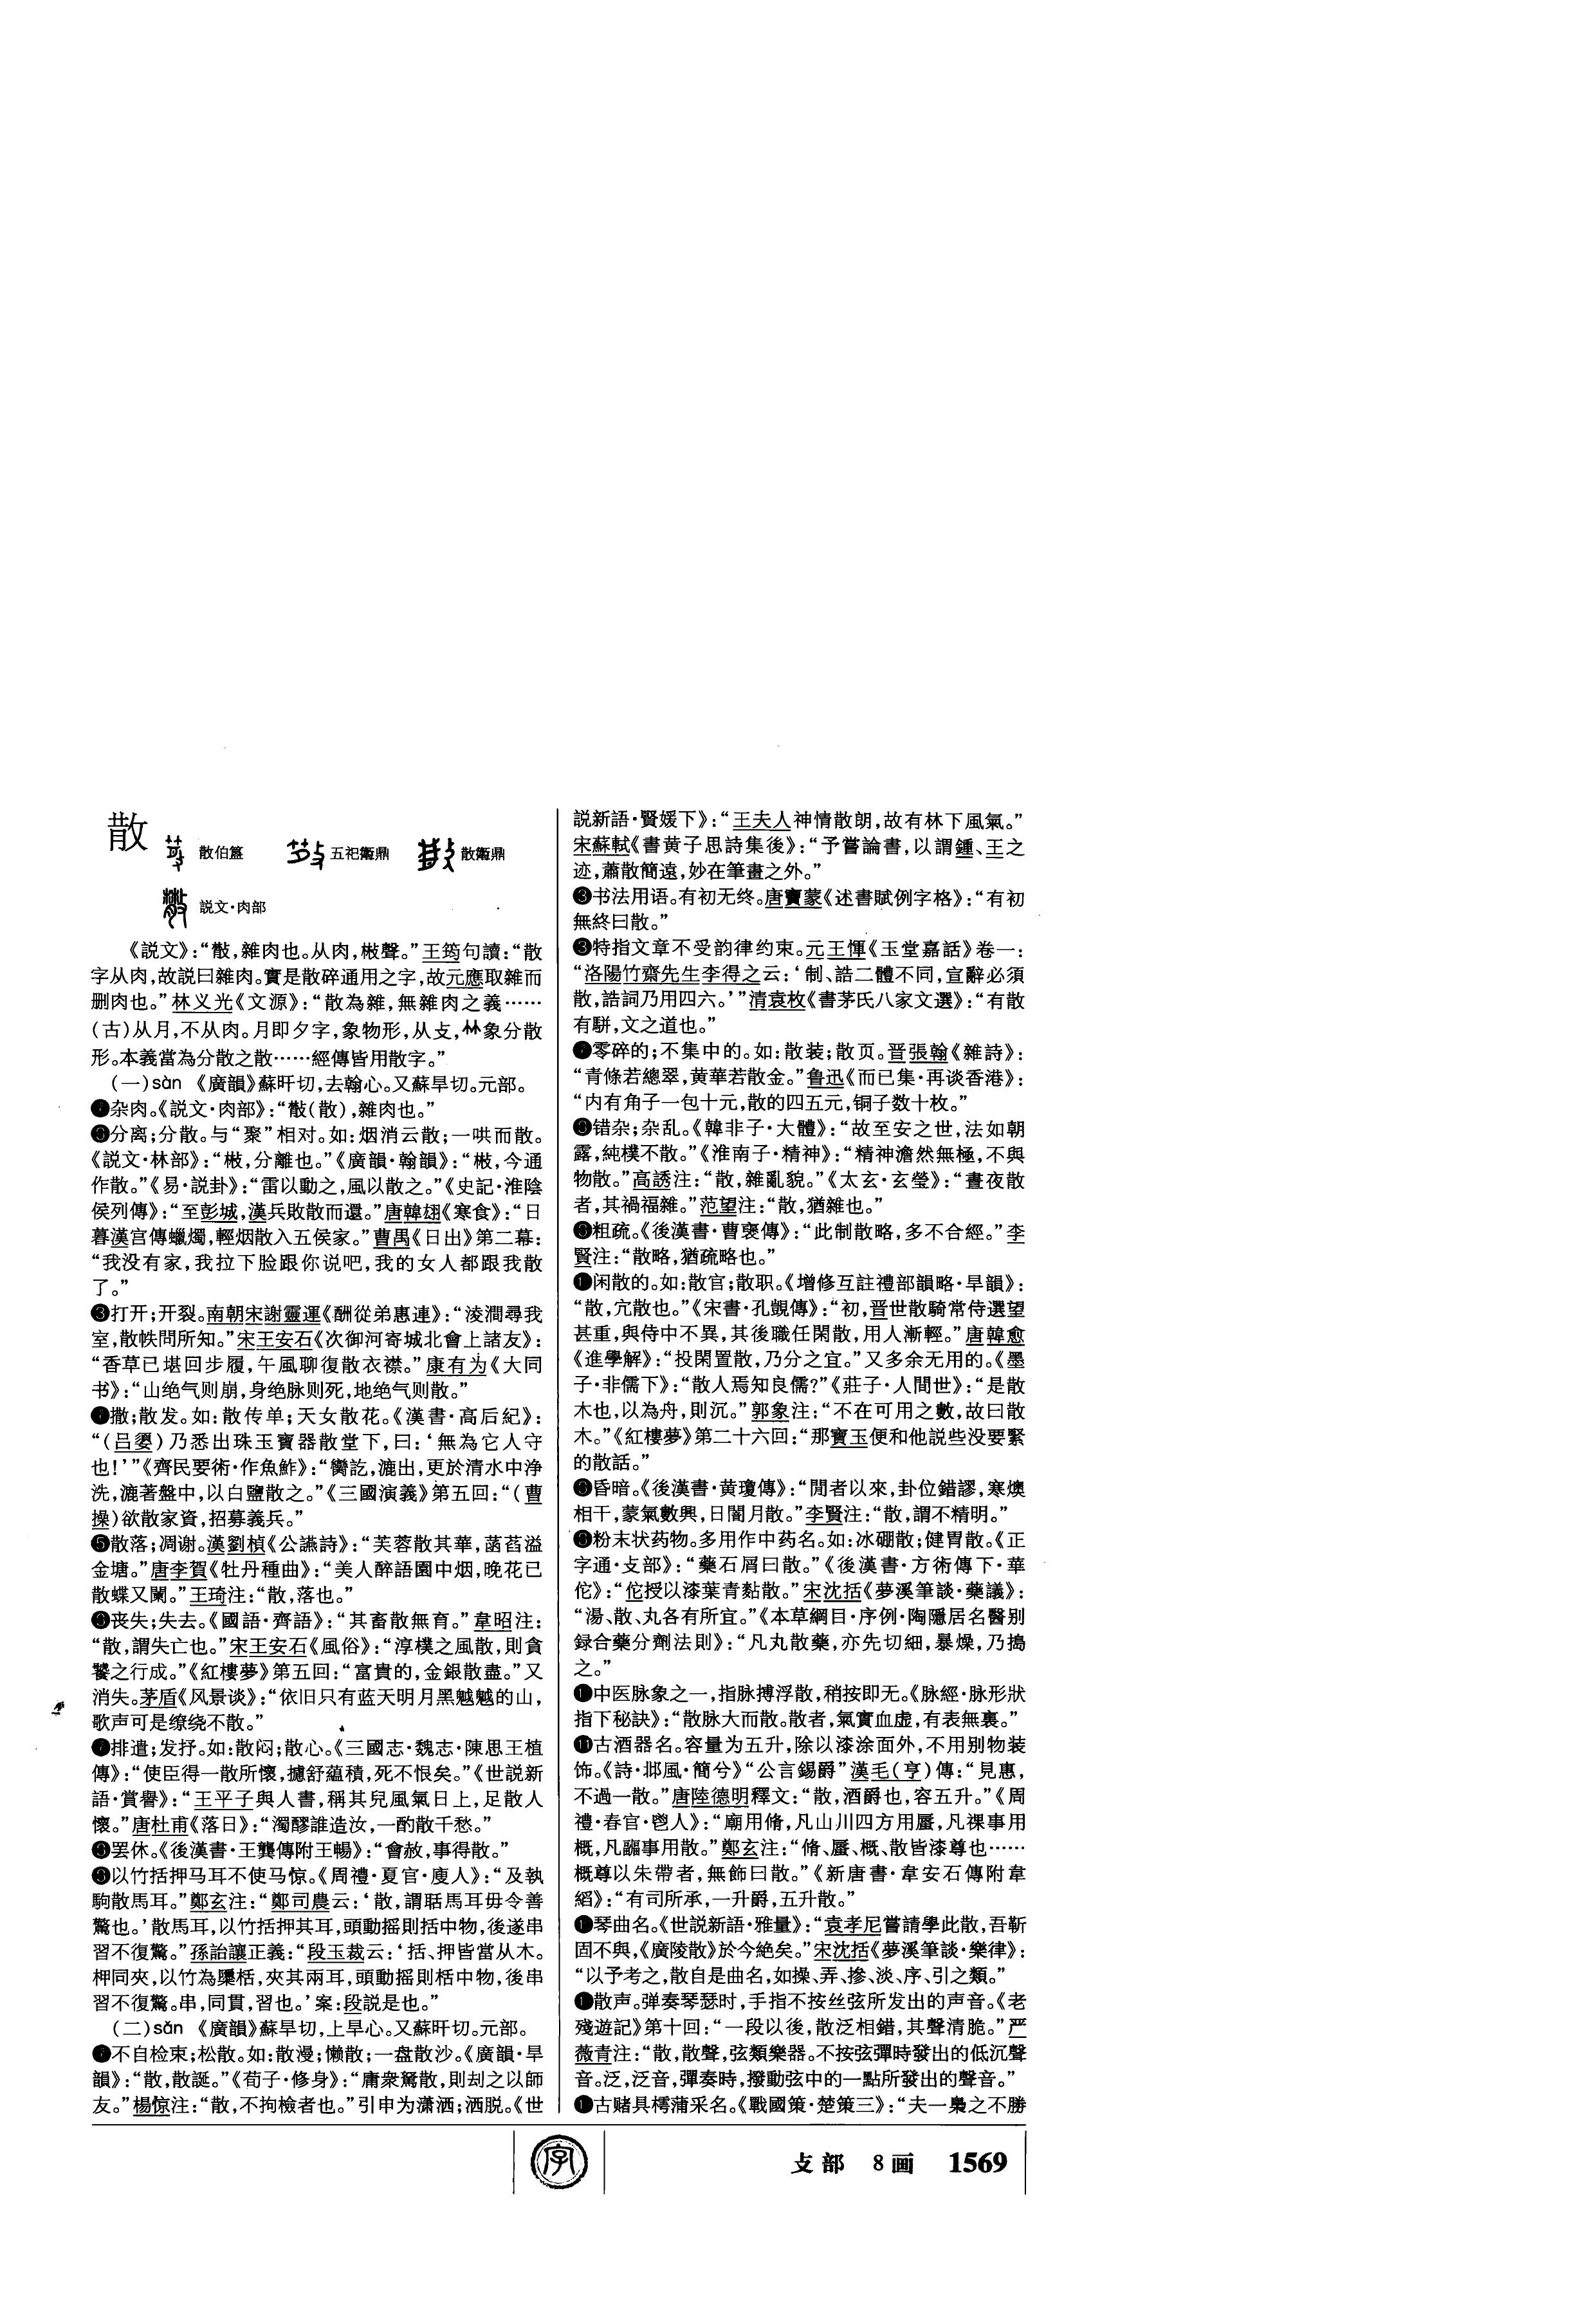 散
散伯簋 五祀衛鼎 散衛鼎
説文·肉部
《説文》：“㪔，雜肉也。从肉，㪔聲。”王筠句讀：“散
字从肉，故説曰雜肉。實是散碎通用之字，故元應取雜而
删肉也。”林义光《文源》：“散為雜，無雜肉之義……
（古）从月，不从肉。月即夕字，象物形，从攴，𣏟象分散
形。本義當為分散之散……經傳皆用散字。”
（一）sàn 《廣韻》蘇旰切，去翰心。又蘇旱切。元部。
杂肉。《説文·肉部》：“㪔（散），雜肉也。”
分离；分散。与“聚”相对。如：烟消云散；一哄而散。
《説文·林部》：“㪔，分離也。”《廣韻·翰韻》：“㪔，今通
作散。”《易·説卦》：“雷以動之，風以散之。”《史記·淮陰
侯列傳》：“至彭城，漢兵敗散而還。”唐韓翃《寒食》：“日
暮漢宫傳蠟燭，輕烟散入五侯家。”曹禺《日出》第二幕：
“我没有家，我拉下脸跟你说吧，我的女人都跟我散
了。”
❸打开；开裂。南朝宋謝靈運《酬從弟惠連》：“淩澗尋我
室，散帙問所知。”宋王安石《次御河寄城北會上諸友》：
“香草已堪回步履，午風聊復散衣襟。”康有为《大同
书》：“山绝气则崩，身绝脉则死，地绝气则散。”
撒；散发。如：散传单；天女散花。《漢書·高后紀》：
“（吕嬃）乃悉出珠玉寶器散堂下，曰：‘無為它人守
也！’”《齊民要術·作魚鮓》：“臠訖，漉出，更於清水中净
洗，漉著盤中，以白鹽散之。”《三國演義》第五回：“（曹
操）欲散家資，招募義兵。”
❺散落；凋谢。漢劉楨《公讌詩》：“芙蓉散其華，菡萏溢
金塘。”唐李賀《牡丹種曲》：“美人醉語園中烟，晚花已
散蝶又闌。”王琦注：“散，落也。”
丧失；失去。《國語·齊語》：“其畜散無育。”韋昭注：
“散，謂失亡也。”宋王安石《風俗》：“淳樸之風散，則貪
饕之行成。”《紅樓夢》第五回：“富貴的，金銀散盡。”又
消失。茅盾《风景谈》：“依旧只有蓝天明月黑魆魆的山，
歌声可是缭绕不散。”
排遣；发抒。如：散闷；散心。《三國志·魏志·陳思王植
傳》：“使臣得一散所懷，攄舒蘊積，死不恨矣。”《世説新
語·賞譽》：“王平子與人書，稱其兒風氣日上，足散人
懷。”唐杜甫《落日》：“濁醪誰造汝，一酌散千愁。”
罢休。《後漢書·王龔傳附王暢》：“會赦，事得散。”
以竹括押马耳不使马惊。《周禮·夏官·廋人》：“及執
駒散馬耳。”鄭玄注：“鄭司農云：‘散，謂聒馬耳毋令善
驚也。’散馬耳，以竹括押其耳，頭動摇則括中物，後遂串
習不復驚。”孫詒讓正義：“段玉裁云：‘括、押皆當从木。
柙同夾，以竹為櫽栝，夾其兩耳，頭動摇則栝中物，後串
習不復驚。串，同貫，習也。’案：段説是也。”
（二）sǎn 《廣韻》蘇旱切，上旱心。又蘇旰切。元部。
不自检束；松散。如：散漫；懒散；一盘散沙。《廣韻·旱
韻》：“散，散誕。”《荀子·修身》：“庸衆駑散，則刦之以師
友。”楊惊注：“散，不拘檢者也。”引申为潇洒；洒脱。《世
説新語·賢媛下》：“王夫人神情散朗，故有林下風氣。”
宋蘇軾《書黄子思詩集後》：“予嘗論書，以謂鍾、王之
迹，蕭散簡遠，妙在筆畫之外。”
❸书法用语。有初无终。唐竇蒙《述書賦例字格》：“有初
無終曰散。”
❸特指文章不受韵律约束。元王惲《玉堂嘉話》卷一：
“洛陽竹齋先生李得之云：‘制、誥二體不同，宣辭必須
散，誥詞乃用四六。’”清袁枚《書茅氏八家文選》：“有散
有駢，文之道也。”
零碎的；不集中的。如：散装；散页。晋張翰《雜詩》：
“青條若總翠，黄華若散金。”鲁迅《而已集·再谈香港》：
“内有角子一包十元，散的四五元，铜子数十枚。”
错杂；杂乱。《韓非子·大體》：“故至安之世，法如朝
露，純樸不散。”《淮南子·精神》：“精神澹然無極，不與
物散。”高誘注：“散，雜亂貌。”《太玄·玄瑩》：“晝夜散
者，其禍福雜。”范望注：“散，猶雜也。”
粗疏。《後漢書·曹褒傳》：“此制散略，多不合經。”李
賢注：“散略，猶疏略也。”
❶闲散的。如：散官；散职。《增修互註禮部韻略·旱韻》：
“散，宂散也。”《宋書·孔覬傳》：“初，晋世散騎常侍選望
甚重，與侍中不異，其後職任閑散，用人漸輕。”唐韓愈
《進學解》：“投閑置散，乃分之宜。”又多余无用的。《墨
子·非儒下》：“散人焉知良儒？”《莊子·人間世》：“是散
木也，以為舟，則沉。”郭象注：“不在可用之數，故曰散
木。”《紅樓夢》第二十六回：“那寶玉便和他説些没要緊
的散話。”
昏暗。《後漢書·黄瓊傳》：“閒者以來，卦位錯謬，寒燠
相干，蒙氣數興，日闇月散。”李賢注：“散，謂不精明。”
粉末状药物。多用作中药名。如：冰硼散；健胃散。《正
字通·攴部》：“藥石屑曰散。”《後漢書·方術傳下·華
佗》：“佗授以漆葉青黏散。”宋沈括《夢溪筆談·藥議》：
“湯、散、丸各有所宜。”《本草綱目·序例·陶隱居名醫别
録合藥分劑法則》：“凡丸散藥，亦先切細，暴燥，乃搗
之。”
❶中医脉象之一，指脉搏浮散，稍按即无。《脉經·脉形狀
指下秘訣》：“散脉大而散。散者，氣實血虚，有表無裏。”
⓫古酒器名。容量为五升，除以漆涂面外，不用别物装
饰。《詩·邶風·簡兮》“公言錫爵”漢毛（亨）傳：“見惠，
不過一散。”唐陸德明釋文：“散，酒爵也，容五升。”《周
禮·春官·鬯人》：“廟用脩，凡山川四方用蜃，凡祼事用
概，凡疈事用散。”鄭玄注：“脩、蜃、概、散皆漆尊也……
概尊以朱帶者，無飾曰散。”《新唐書·韋安石傳附韋
縚》：“有司所承，一升爵，五升散。”
❶琴曲名。《世説新語·雅量》：“袁孝尼嘗請學此散，吾靳
固不與，《廣陵散》於今絶矣。”宋沈括《夢溪筆談·樂律》：
“以予考之，散自是曲名，如操、弄、摻、淡、序、引之類。”
❶散声。弹奏琴瑟时，手指不按丝弦所发出的声音。《老
殘遊記》第十回：“一段以後，散泛相錯，其聲清脆。”严
薇青注：“散，散聲，弦類樂器。不按弦彈時發出的低沉聲
音。泛，泛音，彈奏時，撥動弦中的一點所發出的聲音。”
❶古赌具樗蒲采名。《戰國策·楚策三》：“夫一梟之不勝
字
攴部 8画 1569